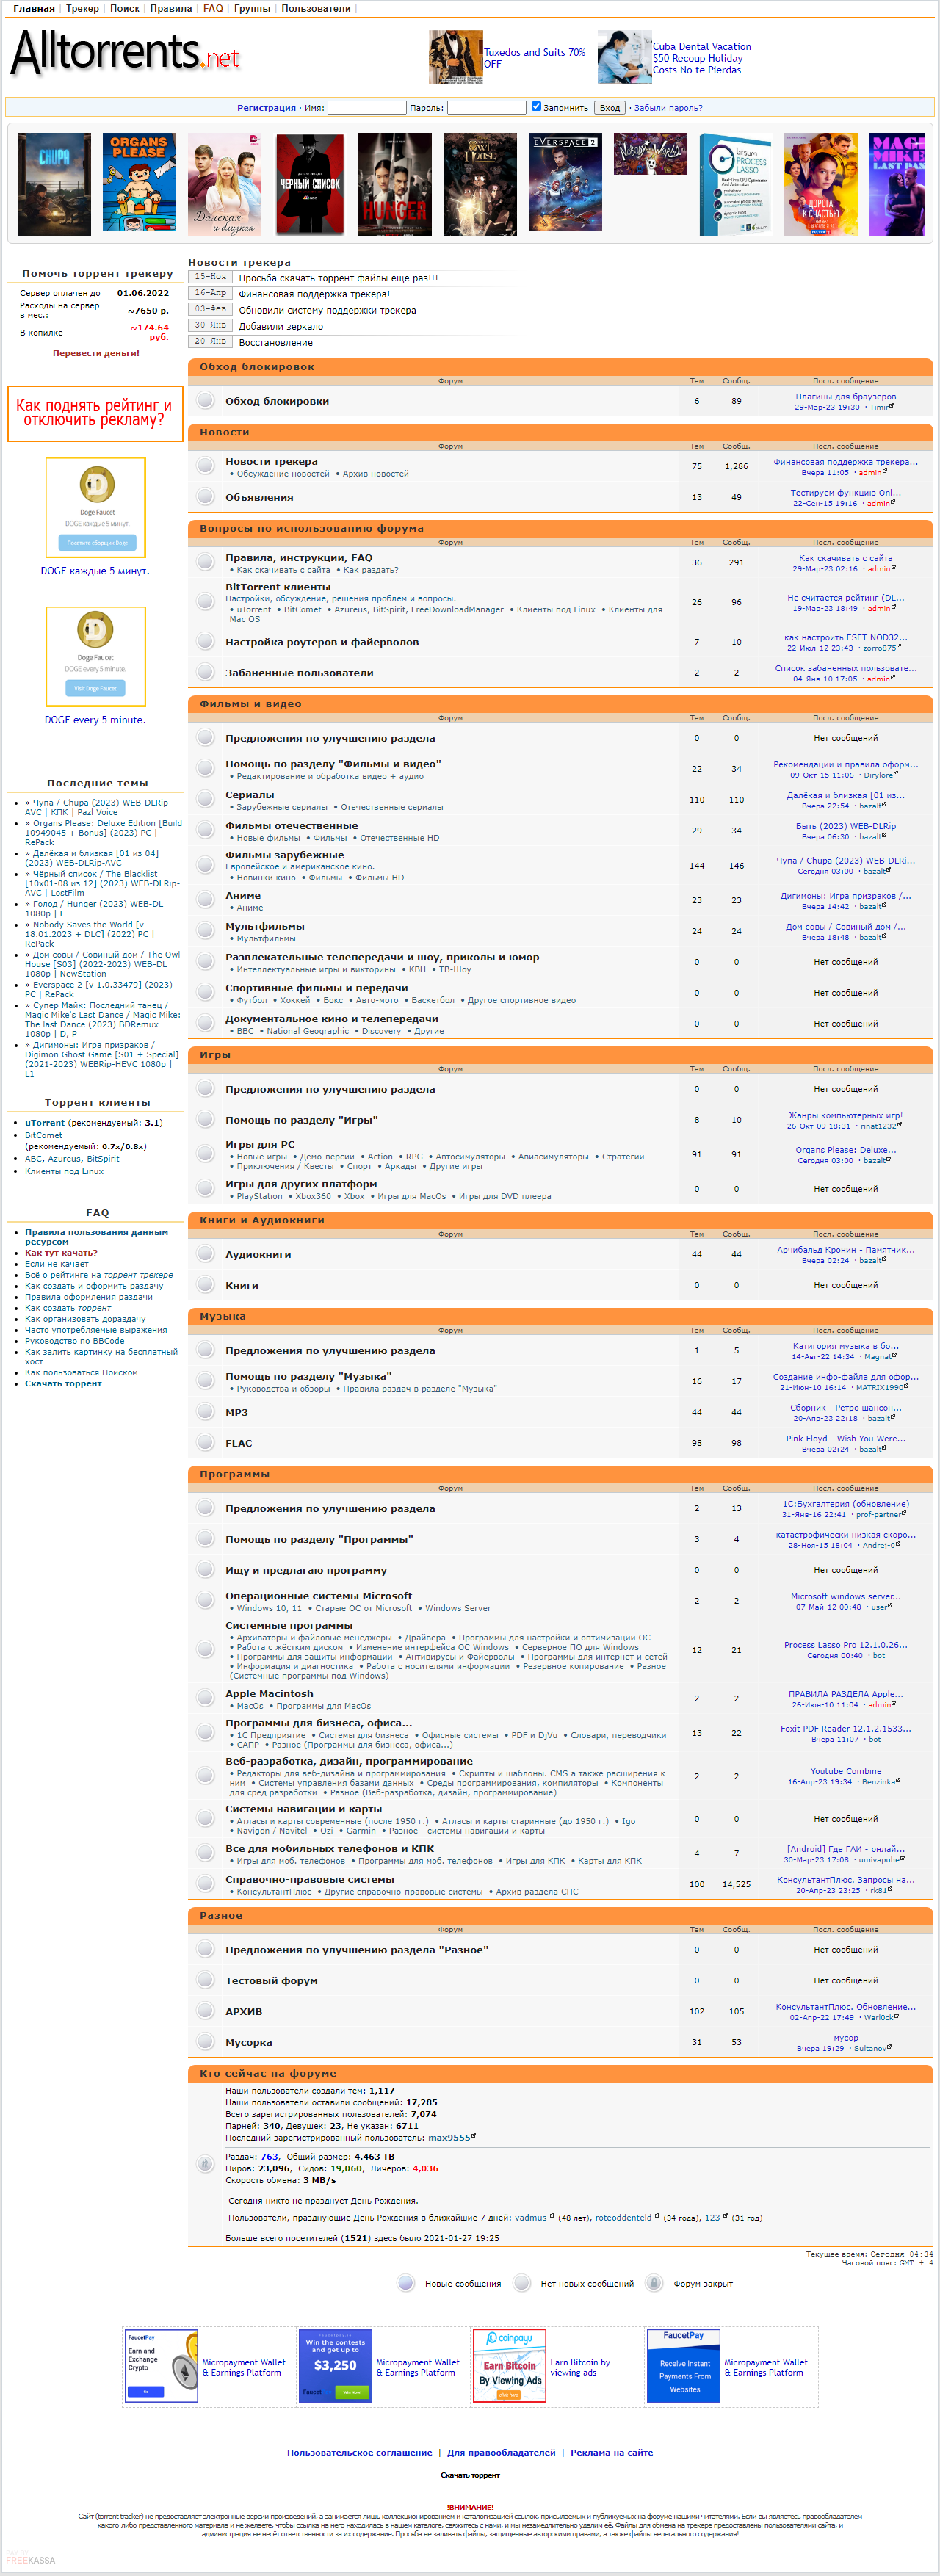 Главная | Трекер | Поиск | Правила | FAQ | Группы | Пользователи |
Alltorrents.net
Tuxedos and Suits 70%
OFF
Cuba Dental Vacation
$50 Recoup Holiday
Costs No te Pierdas
Регистрация · Имя: Пароль: Запомнить Вход · Забыли пароль?
CHUPA
ORGANS
PLEASE
Далекая
и близкая
ЧЕРНЫЙ СПИСОК
HUNGER
Owl
House
EVERSPACE 2
bitsum
PROCESS
LASSO
ДОРОГА
К СЧАСТЬЮ
MAGIC
MIKE
LAST DANCE
Помочь торрент трекеру
Сервер оплачен до 01.06.2022
Расходы на сервер
в мес.: ~7650 р.
В копилке ~174.64
руб.
Перевести деньги!
Как поднять рейтинг и
отключить рекламу?
Doge Faucet
DOGE каждые 5 минут.
Посетите сборщик Doge
DOGE каждые 5 минут.
Doge Faucet
DOGE every 5 minute.
Visit Doge Faucet
DOGE every 5 minute.
Последние темы
» Чупа / Chupa (2023) WEB-DLRip-
AVC | КПК | Pazl Voice
» Organs Please: Deluxe Edition [Build
10949045 + Bonus] (2023) PC |
RePack
» Далёкая и близкая [01 из 04]
(2023) WEB-DLRip-AVC
» Чёрный список / The Blacklist
[10x01-08 из 12] (2023) WEB-DLRip-
AVC | LostFilm
» Голод / Hunger (2023) WEB-DL
1080p | L
» Nobody Saves the World [v
18.01.2023 + DLC] (2022) PC |
RePack
» Дом совы / Совиный дом / The Owl
House [S03] (2022-2023) WEB-DL
1080p | NewStation
» Everspace 2 [v 1.0.33479] (2023)
PC | RePack
» Супер Майк: Последний танец /
Magic Mike's Last Dance / Magic Mike:
The last Dance (2023) BDRemux
1080p | D, P
» Дигимоны: Игра призраков /
Digimon Ghost Game [S01 + Special]
(2021-2023) WEBRip-HEVC 1080p |
L1
Торрент клиенты
uTorrent (рекомендуемый: 3.1)
BitComet
(рекомендуемый: 0.7x/0.8x)
ABC, Azureus, BitSpirit
Клиенты под Linux
FAQ
Правила пользования данным
ресурсом
Как тут качать?
Если не качает
Всё о рейтинге на торрент трекере
Как создать и оформить раздачу
Правила оформления раздачи
Как создать торрент
Как организовать дораздачу
Часто употребляемые выражения
Руководство по BBCode
Как залить картинку на бесплатный
хост
Как пользоваться Поиском
Скачать торрент
Новости трекера
15-Ноя Просьба скачать торрент файлы еще раз!!!
16-Апр Финансовая поддержка трекера!
03-Фев Обновили систему поддержки трекера
30-Янв Добавили зеркало
20-Янв Восстановление
Обход блокировок
Форум Тем Сообщ. Посл. сообщение
Обход блокировки 6 89 Плагины для браузеров
29-Мар-23 19:30 · Timir
Новости
Форум Тем Сообщ. Посл. сообщение
Новости трекера 75 1,286 Финансовая поддержка трекера...
• Обсуждение новостей • Архив новостей Вчера 11:05 · admin
Объявления 13 49 Тестируем функцию Onl...
22-Сен-15 19:16 · admin
Вопросы по использованию форума
Форум Тем Сообщ. Посл. сообщение
Правила, инструкции, FAQ 36 291 Как скачивать с сайта
• Как скачивать с сайта • Как раздать? 29-Мар-23 02:16 · admin
BitTorrent клиенты
Настройки, обсуждение, решения проблем и вопросы. 26 96 Не считается рейтинг (DL...
• uTorrent • BitComet • Azureus, BitSpirit, FreeDownloadManager • Клиенты под Linux • Клиенты для 19-Мар-23 18:49 · admin
Mac OS
Настройка роутеров и файерволов 7 10 как настроить ESET NOD32...
22-Июл-12 23:43 · zorro875
Забаненные пользователи 2 2 Список забаненных пользовате...
04-Янв-10 17:05 · admin
Фильмы и видео
Форум Тем Сообщ. Посл. сообщение
Предложения по улучшению раздела 0 0 Нет сообщений
Помощь по разделу "Фильмы и видео" 22 34 Рекомендации и правила оформ...
• Редактирование и обработка видео + аудио 09-Окт-15 11:06 · Dirylore
Сериалы 110 110 Далёкая и близкая [01 из...
• Зарубежные сериалы • Отечественные сериалы Вчера 22:54 · bazalt
Фильмы отечественные 29 34 Быть (2023) WEB-DLRip
• Новые фильмы • Фильмы • Отечественные HD Вчера 06:30 · bazalt
Фильмы зарубежные
Европейское и американское кино. 144 146 Чупа / Chupa (2023) WEB-DLRi...
• Новинки кино • Фильмы • Фильмы HD Сегодня 03:00 · bazalt
Аниме 23 23 Дигимоны: Игра призраков /...
• Аниме Вчера 14:42 · bazalt
Мультфильмы 24 24 Дом совы / Совиный дом /...
• Мультфильмы Вчера 18:48 · bazalt
Развлекательные телепередачи и шоу, приколы и юмор 0 0 Нет сообщений
• Интеллектуальные игры и викторины • КВН • ТВ-Шоу
Спортивные фильмы и передачи 0 0 Нет сообщений
• Футбол • Хоккей • Бокс • Авто-мото • Баскетбол • Другое спортивное видео
Документальное кино и телепередачи 0 0 Нет сообщений
• BBC • National Geographic • Discovery • Другие
Игры
Форум Тем Сообщ. Посл. сообщение
Предложения по улучшению раздела 0 0 Нет сообщений
Помощь по разделу "Игры" 8 10 Жанры компьютерных игр!
26-Окт-09 18:31 · rinat1232
Игры для PC 91 91 Organs Please: Deluxe...
• Новые игры • Демо-версии • Action • RPG • Автосимуляторы • Авиасимуляторы • Стратегии Сегодня 03:00 · bazalt
• Приключения / Квесты • Спорт • Аркады • Другие игры
Игры для других платформ 0 0 Нет сообщений
• PlayStation • Xbox360 • Xbox • Игры для MacOs • Игры для DVD плеера
Книги и Аудиокниги
Форум Тем Сообщ. Посл. сообщение
Аудиокниги 44 44 Арчибальд Кронин - Памятник...
Вчера 02:24 · bazalt
Книги 0 0 Нет сообщений
Музыка
Форум Тем Сообщ. Посл. сообщение
Предложения по улучшению раздела 1 5 Катигория музыка в бо...
14-Авг-22 14:34 · Magnat
Помощь по разделу "Музыка" 16 17 Создание инфо-файла для офор...
• Руководства и обзоры • Правила раздач в разделе "Музыка" 21-Июн-10 16:14 · MATRIX1990
MP3 44 44 Сборник - Ретро шансон...
20-Апр-23 22:18 · bazalt
FLAC 98 98 Pink Floyd - Wish You Were...
Вчера 02:24 · bazalt
Программы
Форум Тем Сообщ. Посл. сообщение
Предложения по улучшению раздела 2 13 1С:Бухгалтерия (обновление)
31-Янв-16 22:41 · prof-partner
Помощь по разделу "Программы" 3 4 катастрофически низкая скоро...
28-Ноя-15 18:04 · Andrej-0
Ищу и предлагаю программу 0 0 Нет сообщений
Операционные системы Microsoft 2 2 Microsoft windows server...
• Windows 10, 11 • Старые ОС от Microsoft • Windows Server 07-Май-12 00:48 · user
Системные программы
• Архиваторы и файловые менеджеры • Драйвера • Программы для настройки и оптимизации ОС
• Работа с жёстким диском • Изменение интерфейса ОС Windows • Серверное ПО для Windows 12 21 Process Lasso Pro 12.1.0.26...
• Программы для защиты информации • Антивирусы и Файерволы • Программы для интернет и сетей Сегодня 00:40 · bot
• Информация и диагностика • Работа с носителями информации • Резервное копирование • Разное
(Системные программы под Windows)
Apple Macintosh 2 2 ПРАВИЛА РАЗДЕЛА Apple...
• MacOs • Программы для MacOs 26-Июн-10 11:04 · admin
Программы для бизнеса, офиса... 13 22 Foxit PDF Reader 12.1.2.1533...
• 1С Предприятие • Системы для бизнеса • Офисные системы • PDF и DjVu • Словари, переводчики Вчера 11:07 · bot
• САПР • Разное (Программы для бизнеса, офиса...)
Веб-разработка, дизайн, программирование
• Редакторы для веб-дизайна и программирования • Скрипты и шаблоны. CMS а также расширения к 2 2 Youtube Combine
ним • Системы управления базами данных • Среды программирования, компиляторы • Компоненты 16-Апр-23 19:34 · Benzinka
для сред разработки • Разное (Веб-разработка, дизайн, программирование)
Системы навигации и карты 0 0 Нет сообщений
• Атласы и карты современные (после 1950 г.) • Атласы и карты старинные (до 1950 г.) • Igo
• Navigon / Navitel • Ozi • Garmin • Разное - системы навигации и карты
Все для мобильных телефонов и КПК 4 7 [Android] Где ГАИ - онлай...
• Игры для моб. телефонов • Программы для моб. телефонов • Игры для КПК • Карты для КПК 30-Мар-23 17:08 · umivapuhe
Справочно-правовые системы 100 14,525 КонсультантПлюс. Запросы на...
• КонсультантПлюс • Другие справочно-правовые системы • Архив раздела СПС 20-Апр-23 23:25 · rk81
Разное
Форум Тем Сообщ. Посл. сообщение
Предложения по улучшению раздела "Разное" 0 0 Нет сообщений
Тестовый форум 0 0 Нет сообщений
АРХИВ 102 105 КонсультантПлюс. Обновление...
02-Апр-22 17:49 · Warl0ck
Мусорка 31 53 мусор
Вчера 19:29 · Sultanov
Кто сейчас на форуме
Наши пользователи создали тем: 1,117
Наши пользователи оставили сообщений: 17,285
Всего зарегистрированных пользователей: 7,074
Парней: 340, Девушек: 23, Не указан: 6711
Последний зарегистрированный пользователь: max9555
Раздач: 763, Общий размер: 4.463 TB
Пиров: 23,096, Сидов: 19,060, Личеров: 4,036
Скорость обмена: 3 MB/s
Сегодня никто не празднует День Рождения.
Пользователи, празднующие День Рождения в ближайшие 7 дней: vadmus (48 лет), roteoddenteld (34 года), 123 (31 год)
Больше всего посетителей (1521) здесь было 2021-01-27 19:25
Текущее время: Сегодня 04:34
Часовой пояс: GMT + 4
Новые сообщения Нет новых сообщений Форум закрыт
FaucetPay
Earn and
Exchange
Crypto
Micropayment Wallet
& Earnings Platform
Win the contests
and get up to
$3,250
Micropayment Wallet
& Earnings Platform
coinpayu
Earn Bitcoin
By Viewing Ads
Earn Bitcoin by
viewing ads
FaucetPay
Receive Instant
Payments From
Websites
Micropayment Wallet
& Earnings Platform
Пользовательское соглашение | Для правообладателей | Реклама на сайте
Скачать торрент
!ВНИМАНИЕ!
Сайт (torrent tracker) не предоставляет электронные версии произведений, а занимается лишь коллекционированием и каталогизацией ссылок, присылаемых и публикуемых на форуме нашими читателями. Если вы являетесь правообладателем
какого-либо представленного материала и не желаете, чтобы ссылка на него находилась в нашем каталоге, свяжитесь с нами, и мы незамедлительно удалим её. Файлы для обмена на трекере предоставлены пользователями сайта, и
администрация не несёт ответственности за их содержание. Просьба не заливать файлы, защищенные авторскими правами, а также файлы нелегального содержания!
FREEKASSA